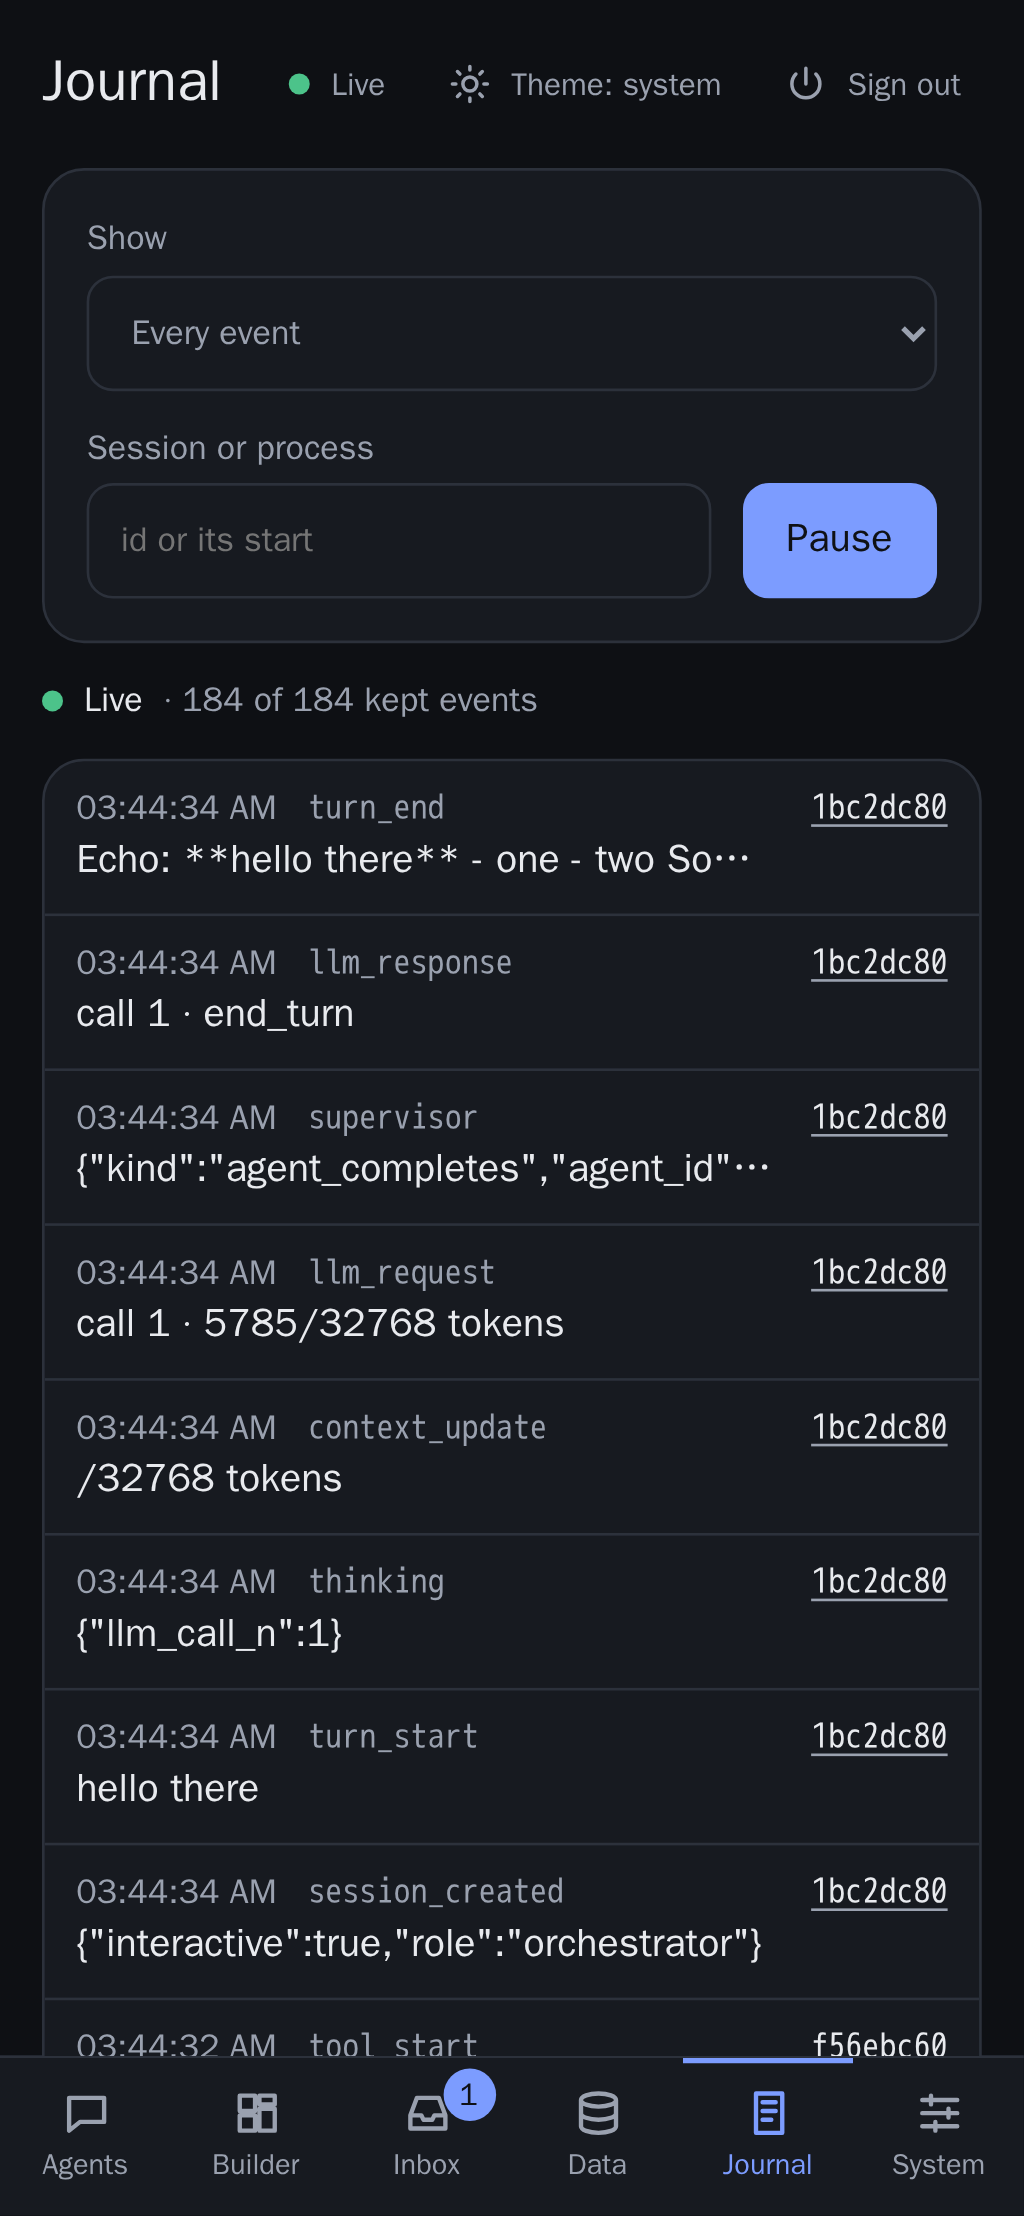 Journal
Live
Theme: system
Sign out
Show
Every event
Session or process
id or its start
Pause
Live · 184 of 184 kept events
03:44:34 AM turn_end 1bc2dc80
Echo: **hello there** - one - two So···
03:44:34 AM llm_response 1bc2dc80
call 1 · end_turn
03:44:34 AM supervisor 1bc2dc80
{"kind":"agent_completes","agent_id"···
03:44:34 AM llm_request 1bc2dc80
call 1 · 5785/32768 tokens
03:44:34 AM context_update 1bc2dc80
/32768 tokens
03:44:34 AM thinking 1bc2dc80
{"llm_call_n":1}
03:44:34 AM turn_start 1bc2dc80
hello there
03:44:34 AM session_created 1bc2dc80
{"interactive":true,"role":"orchestrator"}
03:44:32 AM tool_start f56ebc60
1
Agents
Builder
Inbox
Data
Journal
System